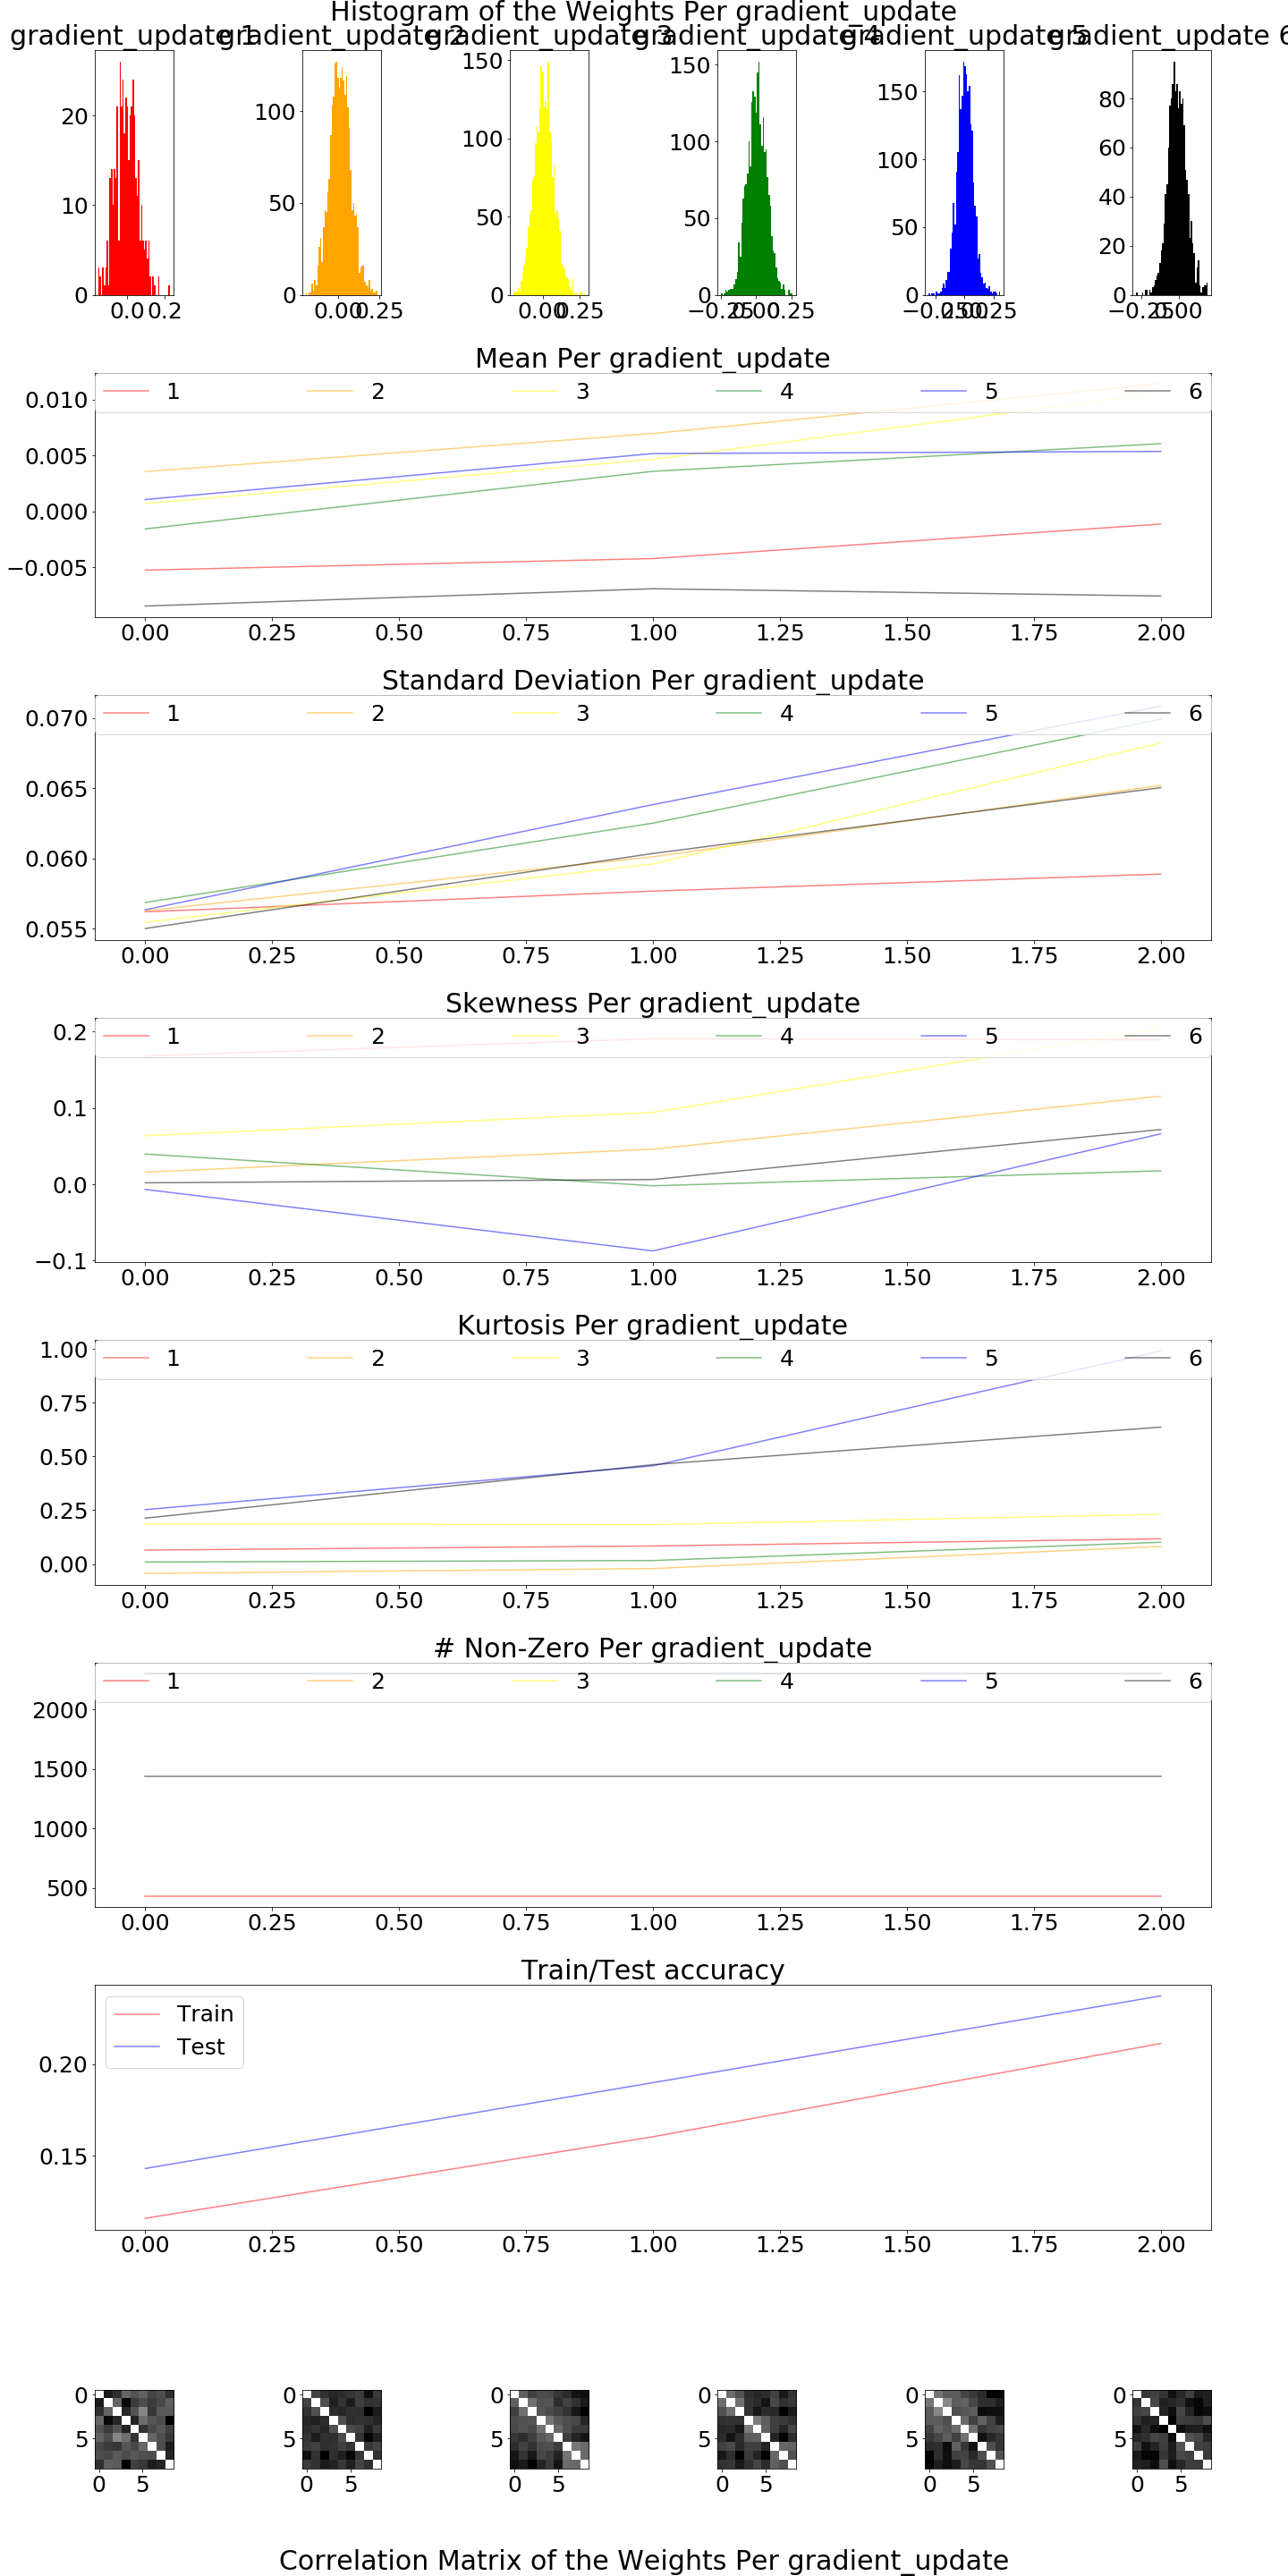 Histogram of the Weights Per gradient_update
gradient_update 1 gradient_update 2 gradient_update 3 gradient_update 4 gradient_update 5 gradient_update 6
20
10
0
0.0 0.2
100
50
0
0.00 0.25
150
100
50
0
0.00 0.25
150
100
50
0
−0.25 0.00 0.25
150
100
50
0
−0.25 0.00 0.25
80
60
40
20
0
−0.25 0.00
Mean Per gradient_update
1 2 3 4 5 6
0.010
0.005
0.000
−0.005
0.00 0.25 0.50 0.75 1.00 1.25 1.50 1.75 2.00
Standard Deviation Per gradient_update
1 2 3 4 5 6
0.070
0.065
0.060
0.055
0.00 0.25 0.50 0.75 1.00 1.25 1.50 1.75 2.00
Skewness Per gradient_update
1 2 3 4 5 6
0.2
0.1
0.0
−0.1
0.00 0.25 0.50 0.75 1.00 1.25 1.50 1.75 2.00
Kurtosis Per gradient_update
1 2 3 4 5 6
1.00
0.75
0.50
0.25
0.00
0.00 0.25 0.50 0.75 1.00 1.25 1.50 1.75 2.00
# Non-Zero Per gradient_update
1 2 3 4 5 6
2000
1500
1000
500
0.00 0.25 0.50 0.75 1.00 1.25 1.50 1.75 2.00
Train/Test accuracy
Train
Test
0.20
0.15
0.00 0.25 0.50 0.75 1.00 1.25 1.50 1.75 2.00
0 0 0 0 0 0
5 5 5 5 5 5
0 5 0 5 0 5 0 5 0 5 0 5
Correlation Matrix of the Weights Per gradient_update